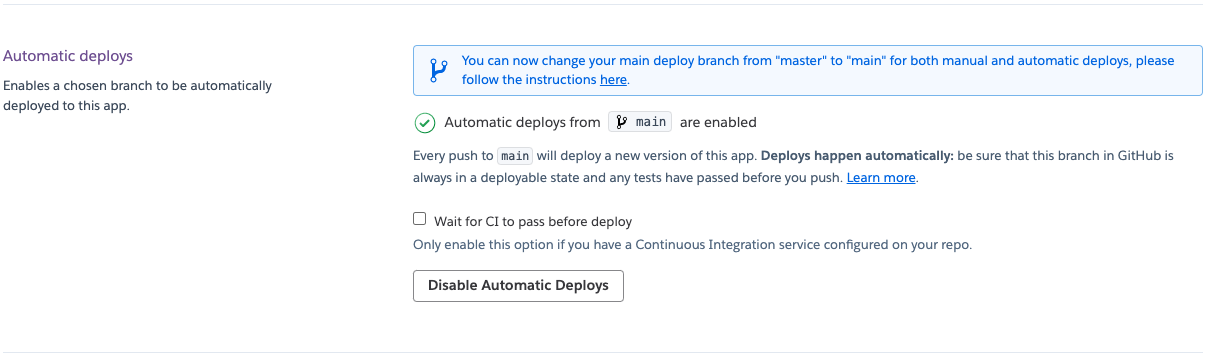 Automatic deploys
Enables a chosen branch to be automatically
deployed to this app.
You can now change your main deploy branch from "master" to "main" for both manual and automatic deploys, please
follow the instructions here.
Automatic deploys from main are enabled
Every push to main will deploy a new version of this app. Deploys happen automatically: be sure that this branch in GitHub is
always in a deployable state and any tests have passed before you push. Learn more.
Wait for CI to pass before deploy
Only enable this option if you have a Continuous Integration service configured on your repo.
Disable Automatic Deploys